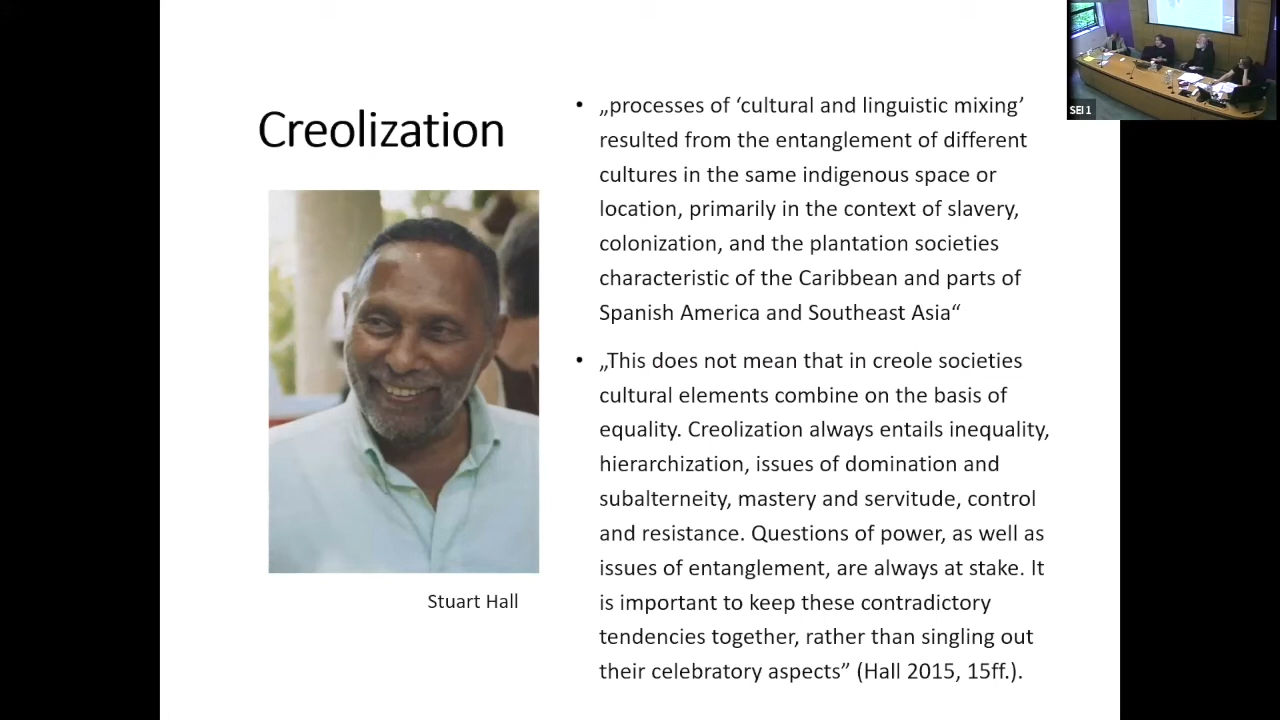 Creolization
• „processes of ‘cultural and linguistic mixing’
resulted from the entanglement of different
cultures in the same indigenous space or
location, primarily in the context of slavery,
colonization, and the plantation societies
characteristic of the Caribbean and parts of
Spanish America and Southeast Asia“
• „This does not mean that in creole societies
cultural elements combine on the basis of
equality. Creolization always entails inequality,
hierarchization, issues of domination and
subalterneity, mastery and servitude, control
and resistance. Questions of power, as well as
issues of entanglement, are always at stake. It
is important to keep these contradictory
tendencies together, rather than singling out
their celebratory aspects” (Hall 2015, 15ff.).
Stuart Hall
SEI 1